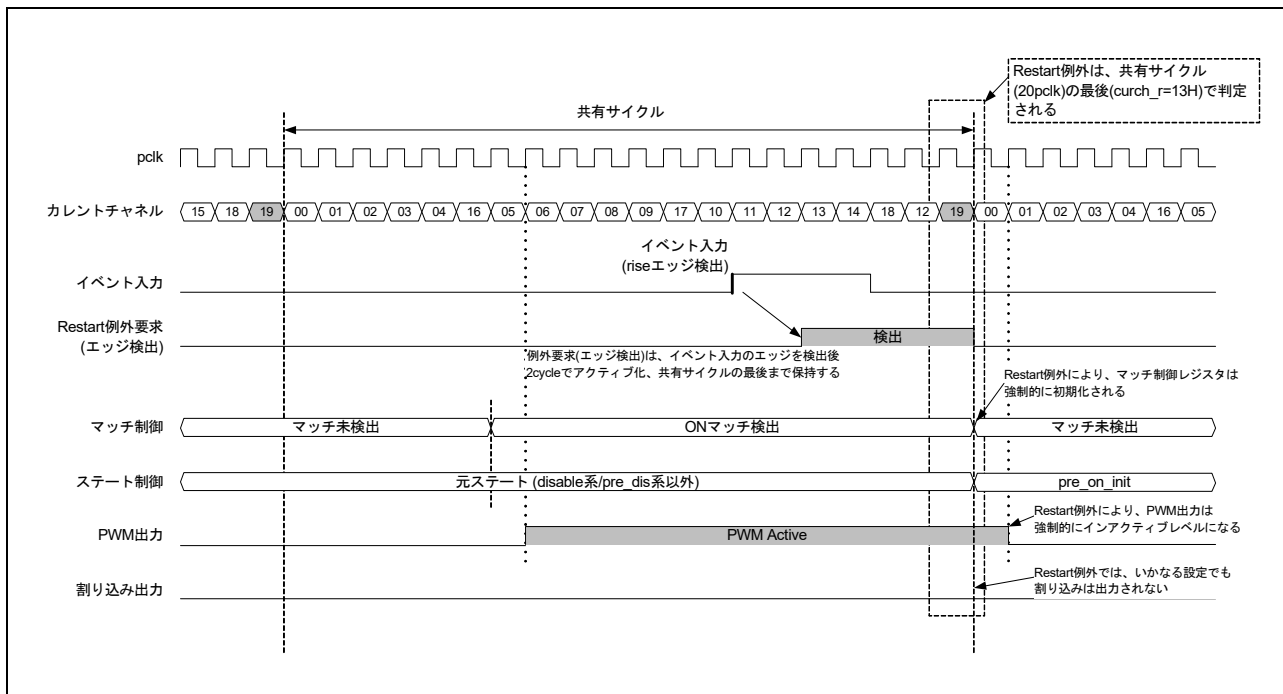 Restart例外は、共有サイクル
(20pclk)の最後(curch_r=13H)で判定
される
共有サイクル
pclk
カレントチャネル 15 18 19 00 01 02 03 04 16 05 06 07 08 09 17 10 11 12 13 14 18 12 19 00 01 02 03 04 16 05
イベント入力
(riseエッジ検出)
イベント入力
Restart例外要求
(エッジ検出)
検出
例外要求(エッジ検出)は、イベント入力のエッジを検出後
2cycleでアクティブ化、共有サイクルの最後まで保持する
Restart例外により、マッチ制御レジスタは
強制的に初期化される
マッチ制御 マッチ未検出 ONマッチ検出 マッチ未検出
ステート制御 元ステート (disable系/pre_dis系以外) pre_on_init
PWM出力 PWM Active
Restart例外により、PWM出力は
強制的にインアクティブレベルになる
割り込み出力
Restart例外では、いかなる設定でも
割り込みは出力されない